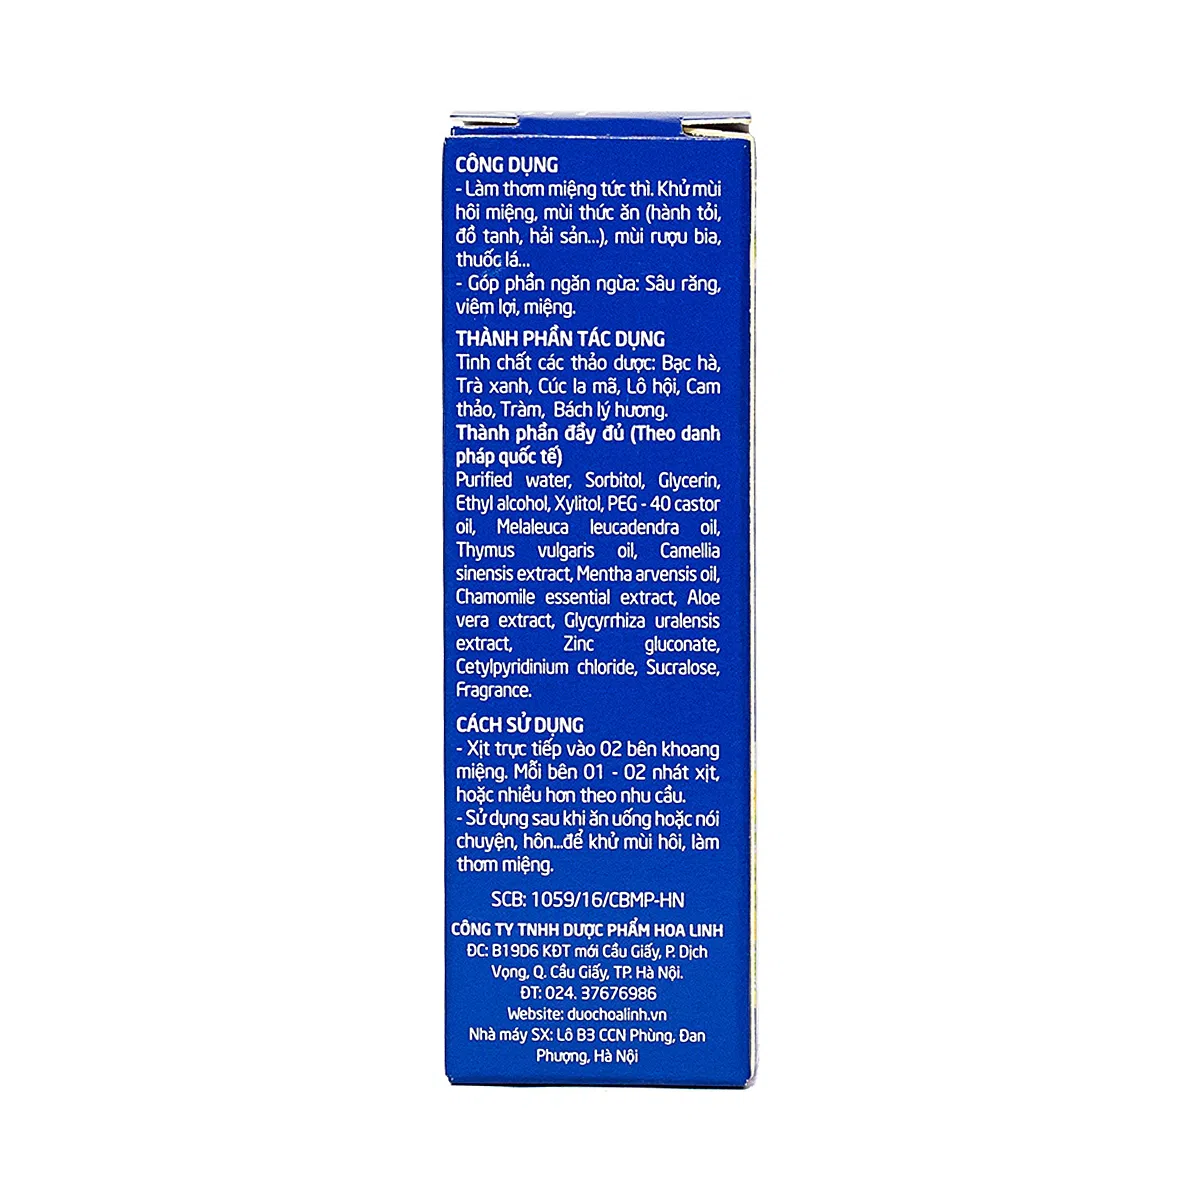 CÔNG DỤNG
- Làm thơm miệng tức thì. Khử mùi
hôi miệng, mùi thức ăn (hành tỏi,
đồ tanh, hải sản...), mùi rượu bia,
thuốc lá...
- Góp phần ngăn ngừa: Sâu răng,
viêm lợi, miệng.
THÀNH PHẦN TÁC DỤNG
Tinh chất các thảo dược: Bạc hà,
Trà xanh, Cúc la mã, Lô hội, Cam
thảo, Tràm, Bách lý hương.
Thành phần đầy đủ (Theo danh
pháp quốc tế)
Purified water, Sorbitol, Glycerin,
Ethyl alcohol, Xylitol, PEG - 40 castor
oil, Melaleuca leucadendra oil,
Thymus vulgaris oil, Camellia
sinensis extract, Mentha arvensis oil,
Chamomile essential extract, Aloe
vera extract, Glycyrrhiza uralensis
extract, Zinc gluconate,
Cetylpyridinium chloride, Sucralose,
Fragrance.
CÁCH SỬ DỤNG
- Xịt trực tiếp vào 02 bên khoang
miệng. Mỗi bên 01 - 02 nhát xịt,
hoặc nhiều hơn theo nhu cầu.
- Sử dụng sau khi ăn uống hoặc nói
chuyện, hôn...để khử mùi hôi, làm
thơm miệng.
SCB: 1059/16/CBMP-HN
CÔNG TY TNHH DƯỢC PHẨM HOA LINH
ĐC: B19D6 KĐT mới Cầu Giấy, P. Dịch
Vọng, Q. Cầu Giấy, TP. Hà Nội.
ĐT: 024. 37676986
Website: duochoalinh.vn
Nhà máy SX: Lô B3 CCN Phùng, Đan
Phượng, Hà Nội